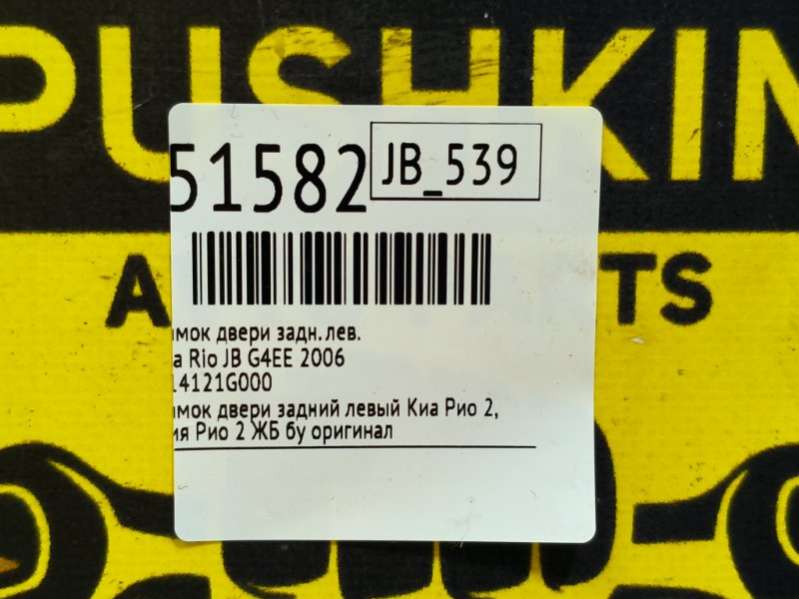 PUSHKIN
51582
JB_539
A TS
амок двери задн.лев.
a Rio JB G4EE 2006
14121G000
амок двери задний левый Киа Рио 2,
ия Рио 2 ЖБ бу оригинал